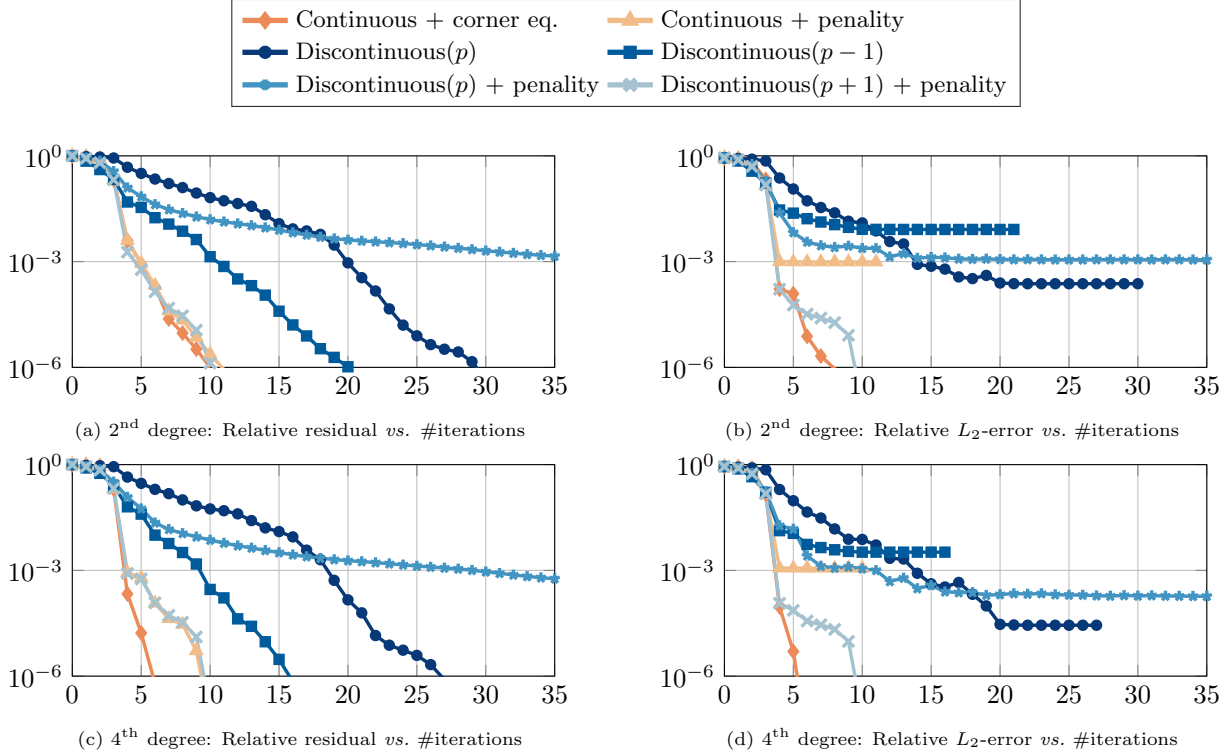 Continuous + corner eq. Continuous + penality
Discontinuous(p) Discontinuous(p − 1)
Discontinuous(p) + penality Discontinuous(p + 1) + penality
10^0
10^−3
10^−6
0 5 10 15 20 25 30 35
(a) 2nd degree: Relative residual vs. #iterations
10^0
10^−3
10^−6
0 5 10 15 20 25 30 35
(b) 2nd degree: Relative L2-error vs. #iterations
10^0
10^−3
10^−6
0 5 10 15 20 25 30 35
(c) 4th degree: Relative residual vs. #iterations
10^0
10^−3
10^−6
0 5 10 15 20 25 30 35
(d) 4th degree: Relative L2-error vs. #iterations